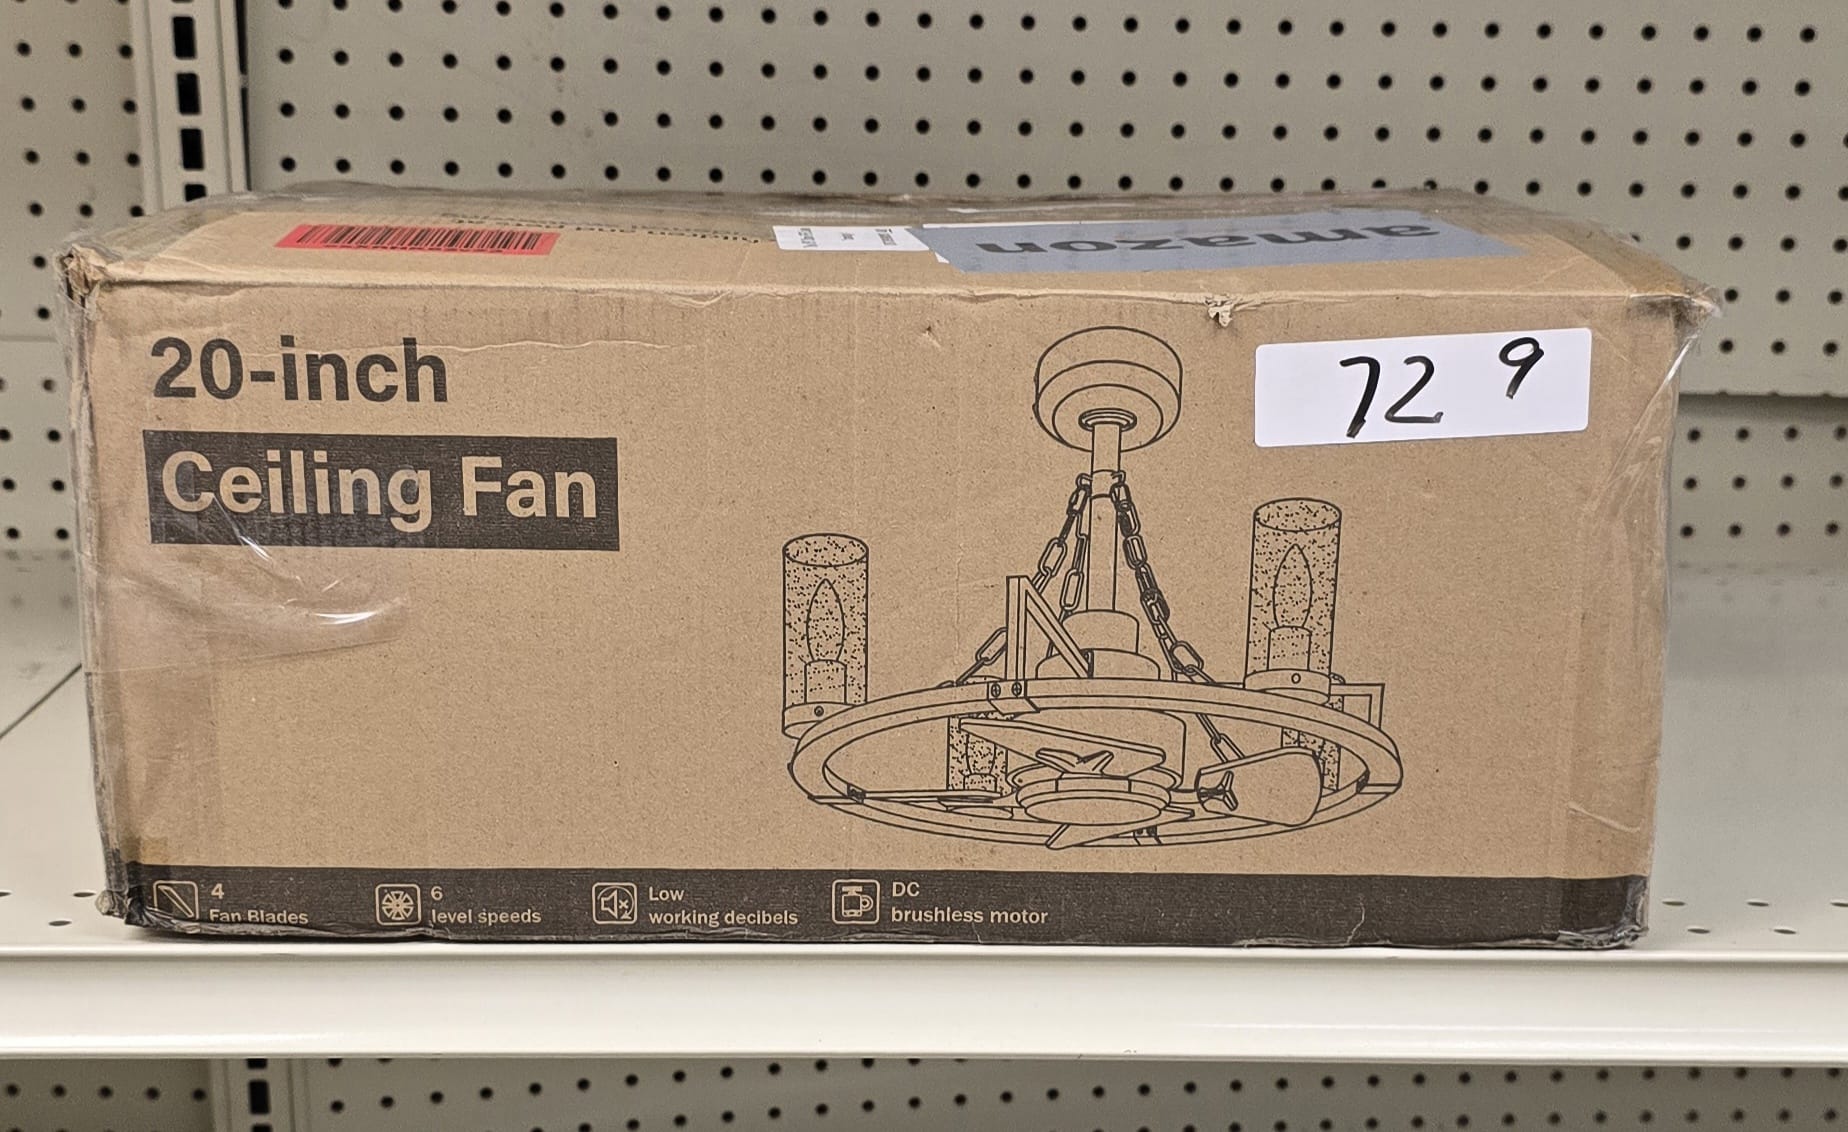 amazon
20-inch
Ceiling Fan
72 9
4
Fan Blades
6
level speeds
Low
working decibels
DC
brushless motor